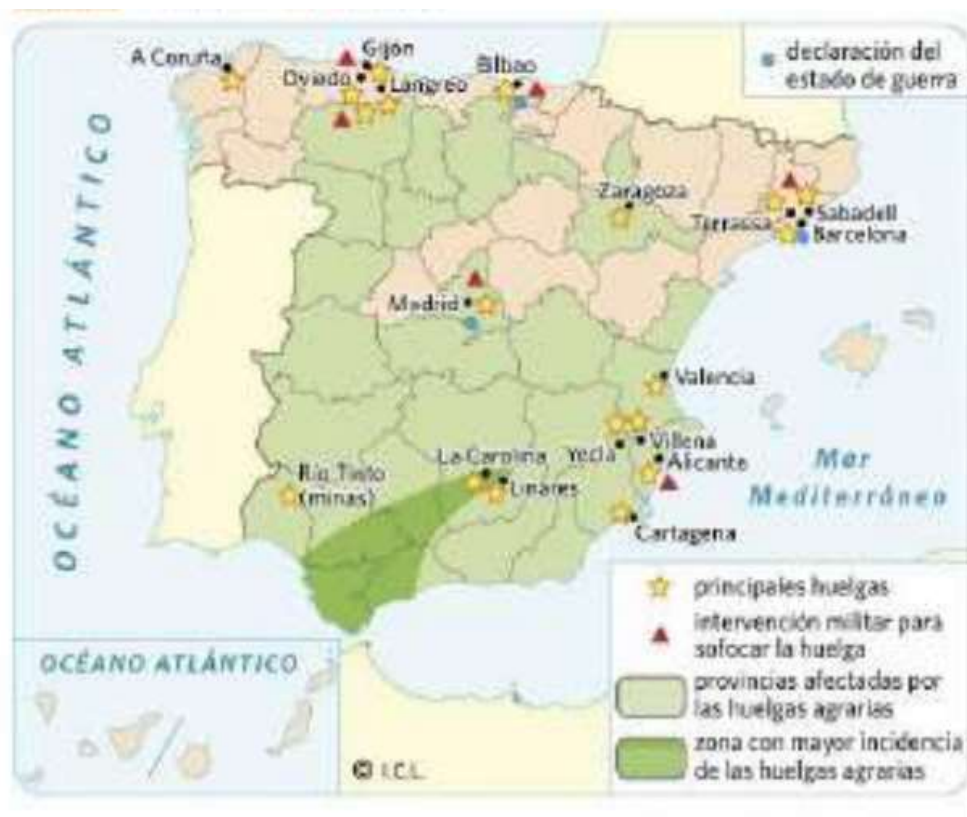 declaración del
estado de guerra
A Coruña
Gijón
Oviedo
Langreo
Bilbao
Zaragoza
Terrassa
Sabadell
Barcelona
Madrid
Valencia
Yecla
Villena
Alicante
La Carolina
Linares
Río Tinto
(minas)
Cartagena
OCÉANO ATLÁNTICO
Mar
Mediterráneo
OCÉANO ATLÁNTICO
© I.C.L.
principales huelgas
intervención militar para
sofocar la huelga
provincias afectadas por
las huelgas agrarias
zona con mayor incidencia
de las huelgas agrarias